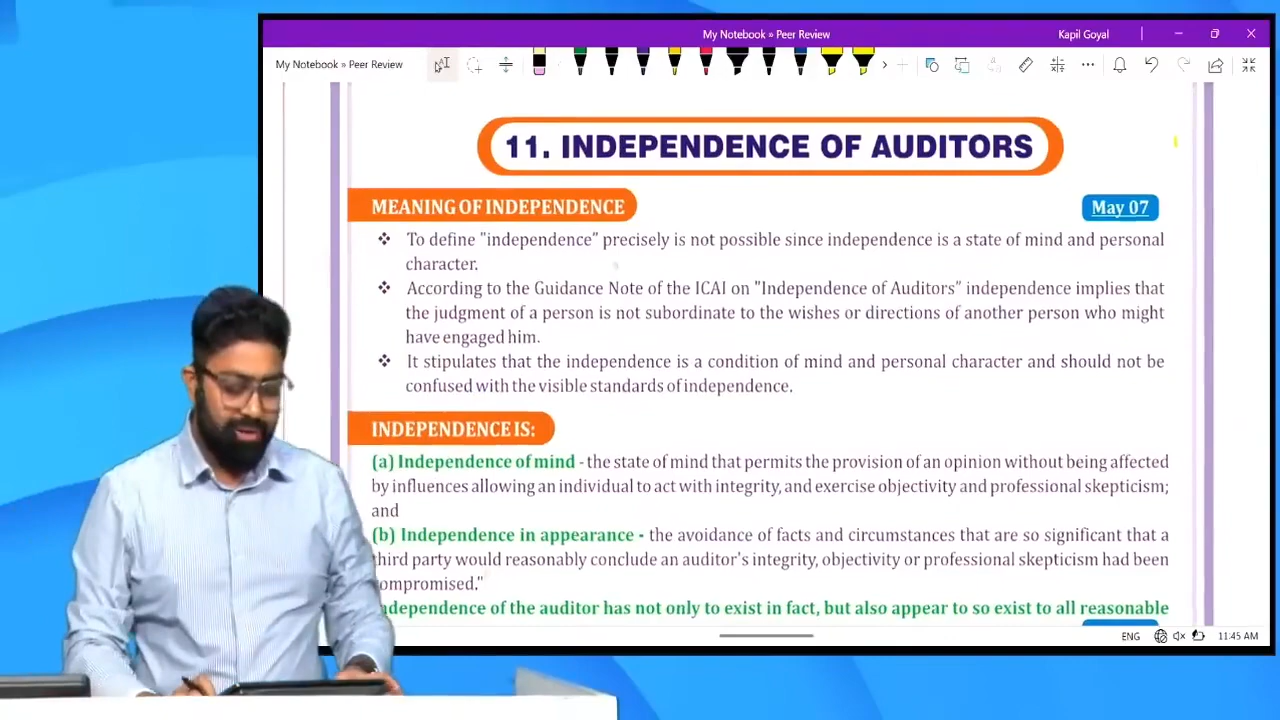 My Notebook » Peer Review
Kapil Goyal
My Notebook » Peer Review
11. INDEPENDENCE OF AUDITORS
MEANING OF INDEPENDENCE
May 07
❖ To define "independence" precisely is not possible since independence is a state of mind and personal
character.
❖ According to the Guidance Note of the ICAI on "Independence of Auditors" independence implies that
the judgment of a person is not subordinate to the wishes or directions of another person who might
have engaged him.
❖ It stipulates that the independence is a condition of mind and personal character and should not be
confused with the visible standards of independence.
INDEPENDENCE IS:
(a) Independence of mind - the state of mind that permits the provision of an opinion without being affected
by influences allowing an individual to act with integrity, and exercise objectivity and professional skepticism;
and
(b) Independence in appearance - the avoidance of facts and circumstances that are so significant that a
third party would reasonably conclude an auditor's integrity, objectivity or professional skepticism had been
ompromised."
ndependence of the auditor has not only to exist in fact, but also appear to so exist to all reasonable
ENG
11:45 AM